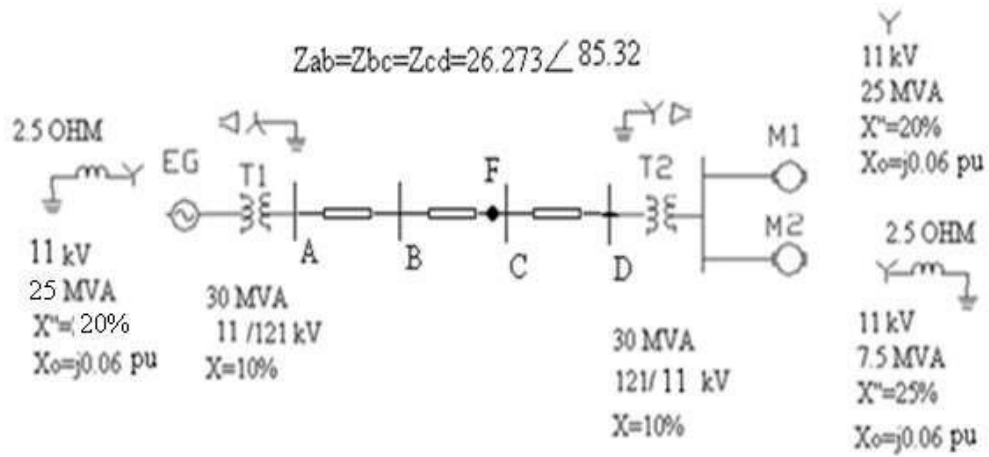 Zab=Zbc=Zcd=26.273∠85.32
2.5 OHM
EG
T1
A
B
F
C
D
T2
M1
M2
11 kV
25 MVA
X"=20%
Xo=j0.06 pu
30 MVA
11 /121 kV
X=10%
30 MVA
121/ 11 kV
X=10%
11 kV
25 MVA
X"=20%
Xo=j0.06 pu
2.5 OHM
11 kV
7.5 MVA
X"=25%
Xo=j0.06 pu